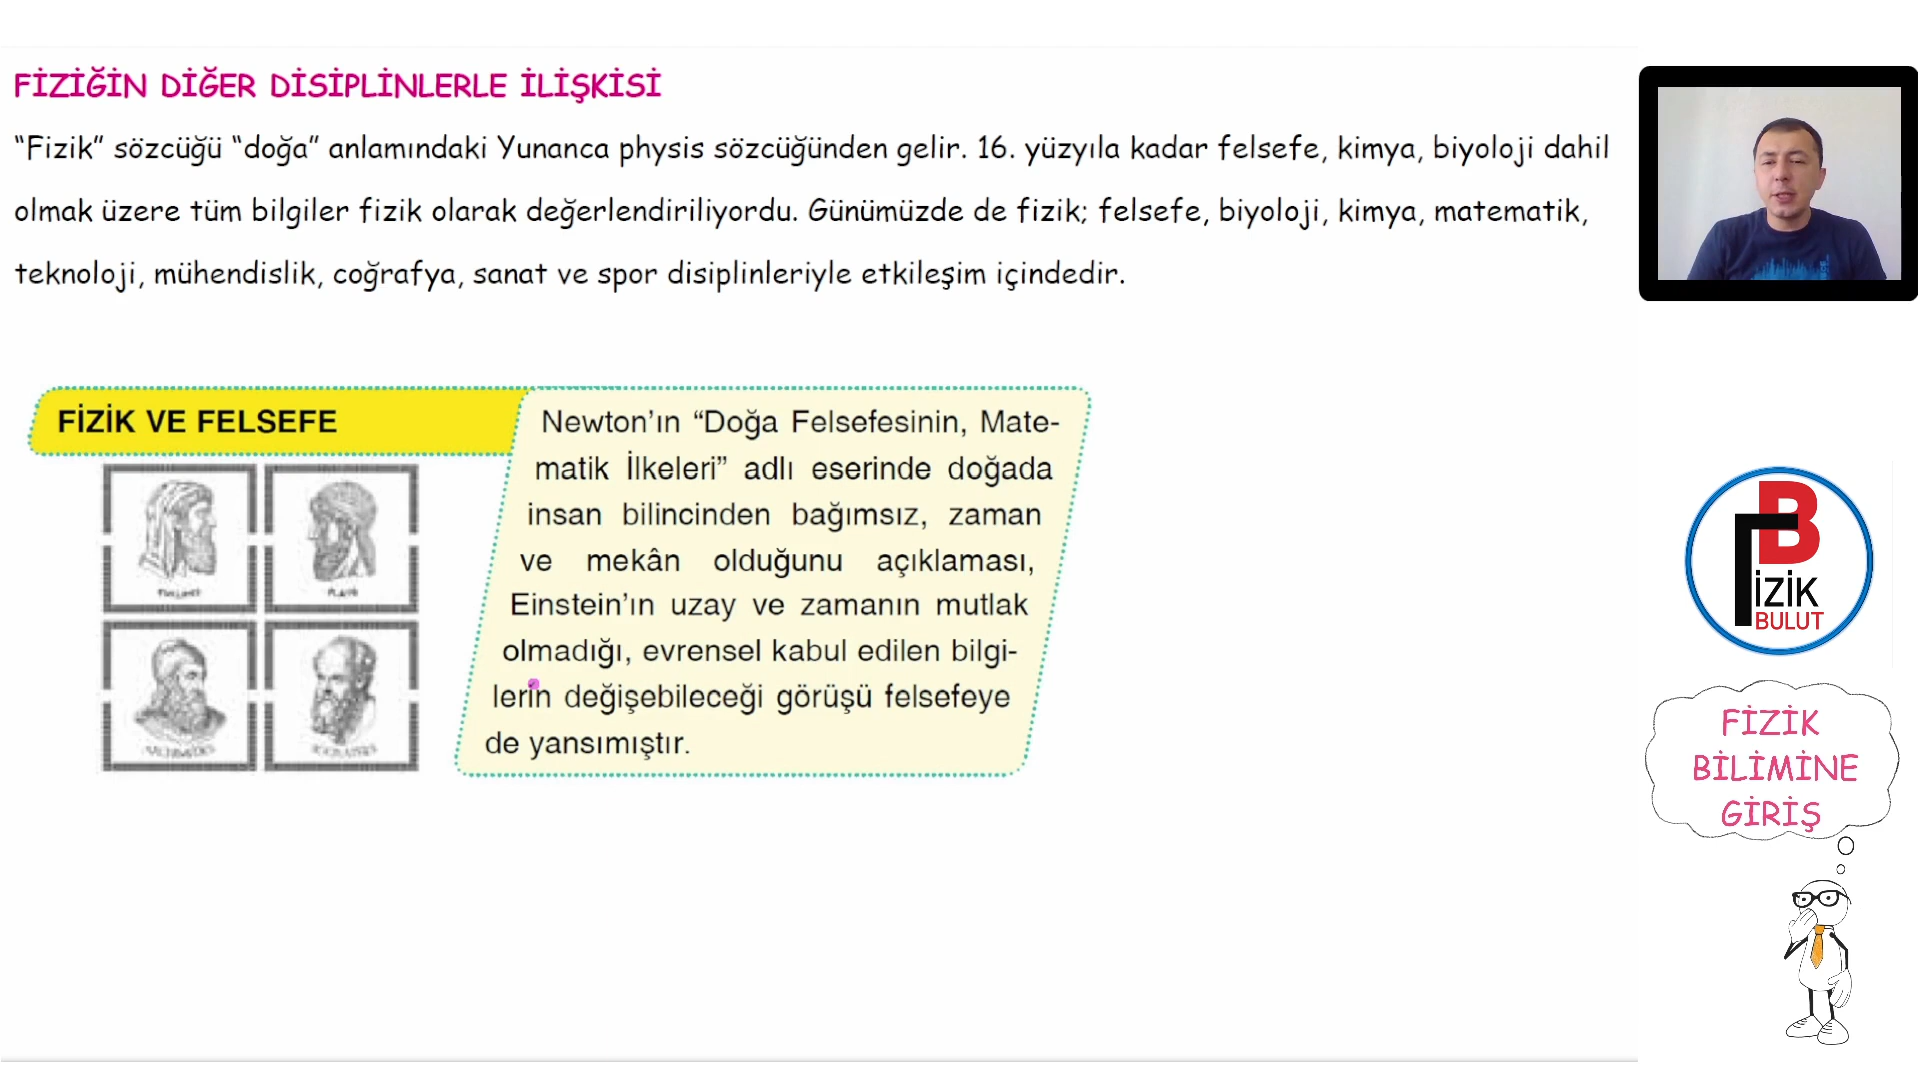 FİZİĞİN DİĞER DİSİPLİNLERLE İLİŞKİSİ
“Fizik” sözcüğü “doğa” anlamındaki Yunanca physis sözcüğünden gelir. 16. yüzyıla kadar felsefe, kimya, biyoloji dahil
olmak üzere tüm bilgiler fizik olarak değerlendiriliyordu. Günümüzde de fizik; felsefe, biyoloji, kimya, matematik,
teknoloji, mühendislik, coğrafya, sanat ve spor disiplinleriyle etkileşim içindedir.
FİZİK VE FELSEFE
Newton’ın “Doğa Felsefesinin, Mate-
matik İlkeleri” adlı eserinde doğada
insan bilincinden bağımsız, zaman
ve mekân olduğunu açıklaması,
Einstein’ın uzay ve zamanın mutlak
olmadığı, evrensel kabul edilen bilgi-
lerin değişebileceği görüşü felsefeye
de yansımıştır.
B
FİZİK
BULUT
FİZİK
BİLİMİNE
GİRİŞ